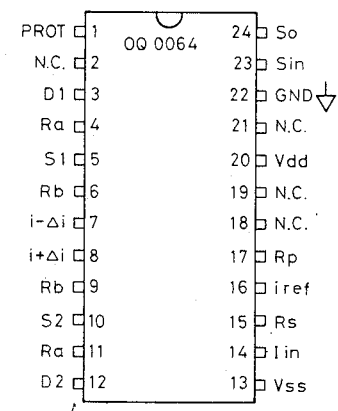 PROT 1 OQ 0064 24 So
N.C. 2 23 Sin
D1 3 22 GND
Ra 4 21 N.C.
S1 5 20 Vdd
Rb 6 19 N.C.
i-Δi 7 18 N.C.
i+Δi 8 17 Rp
Rb 9 16 iref
S2 10 15 Rs
Ra 11 14 Iin
D2 12 13 Vss